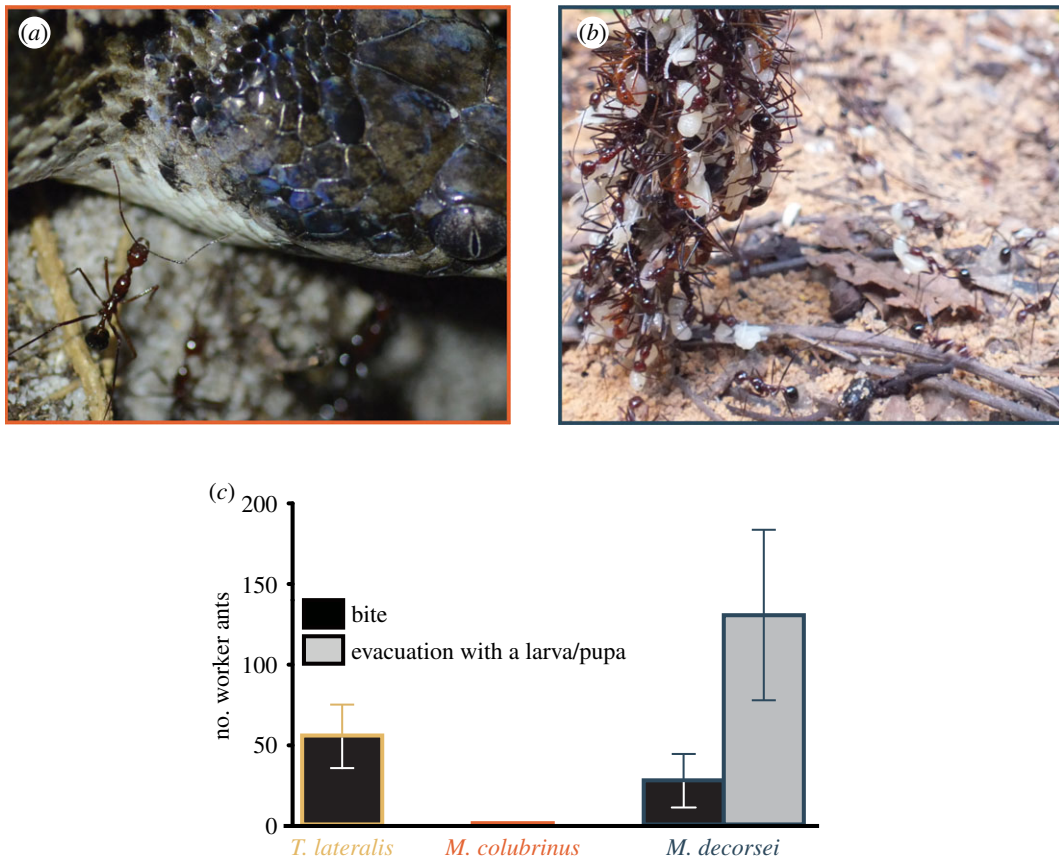 (a)
(b)
(c)
200
150
100
50
0
no. worker ants
bite
evacuation with a larva/pupa
T. lateralis M. colubrinus M. decorsei